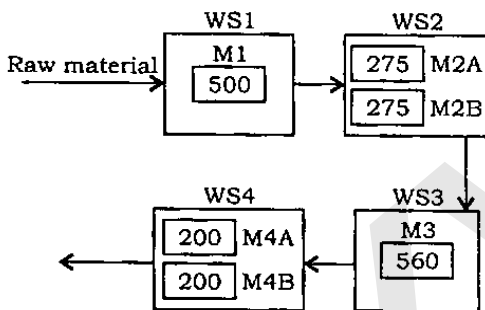 WS1
M1
500
Raw material
WS2
275 M2A
275 M2B
WS4
200 M4A
200 M4B
WS3
M3
560